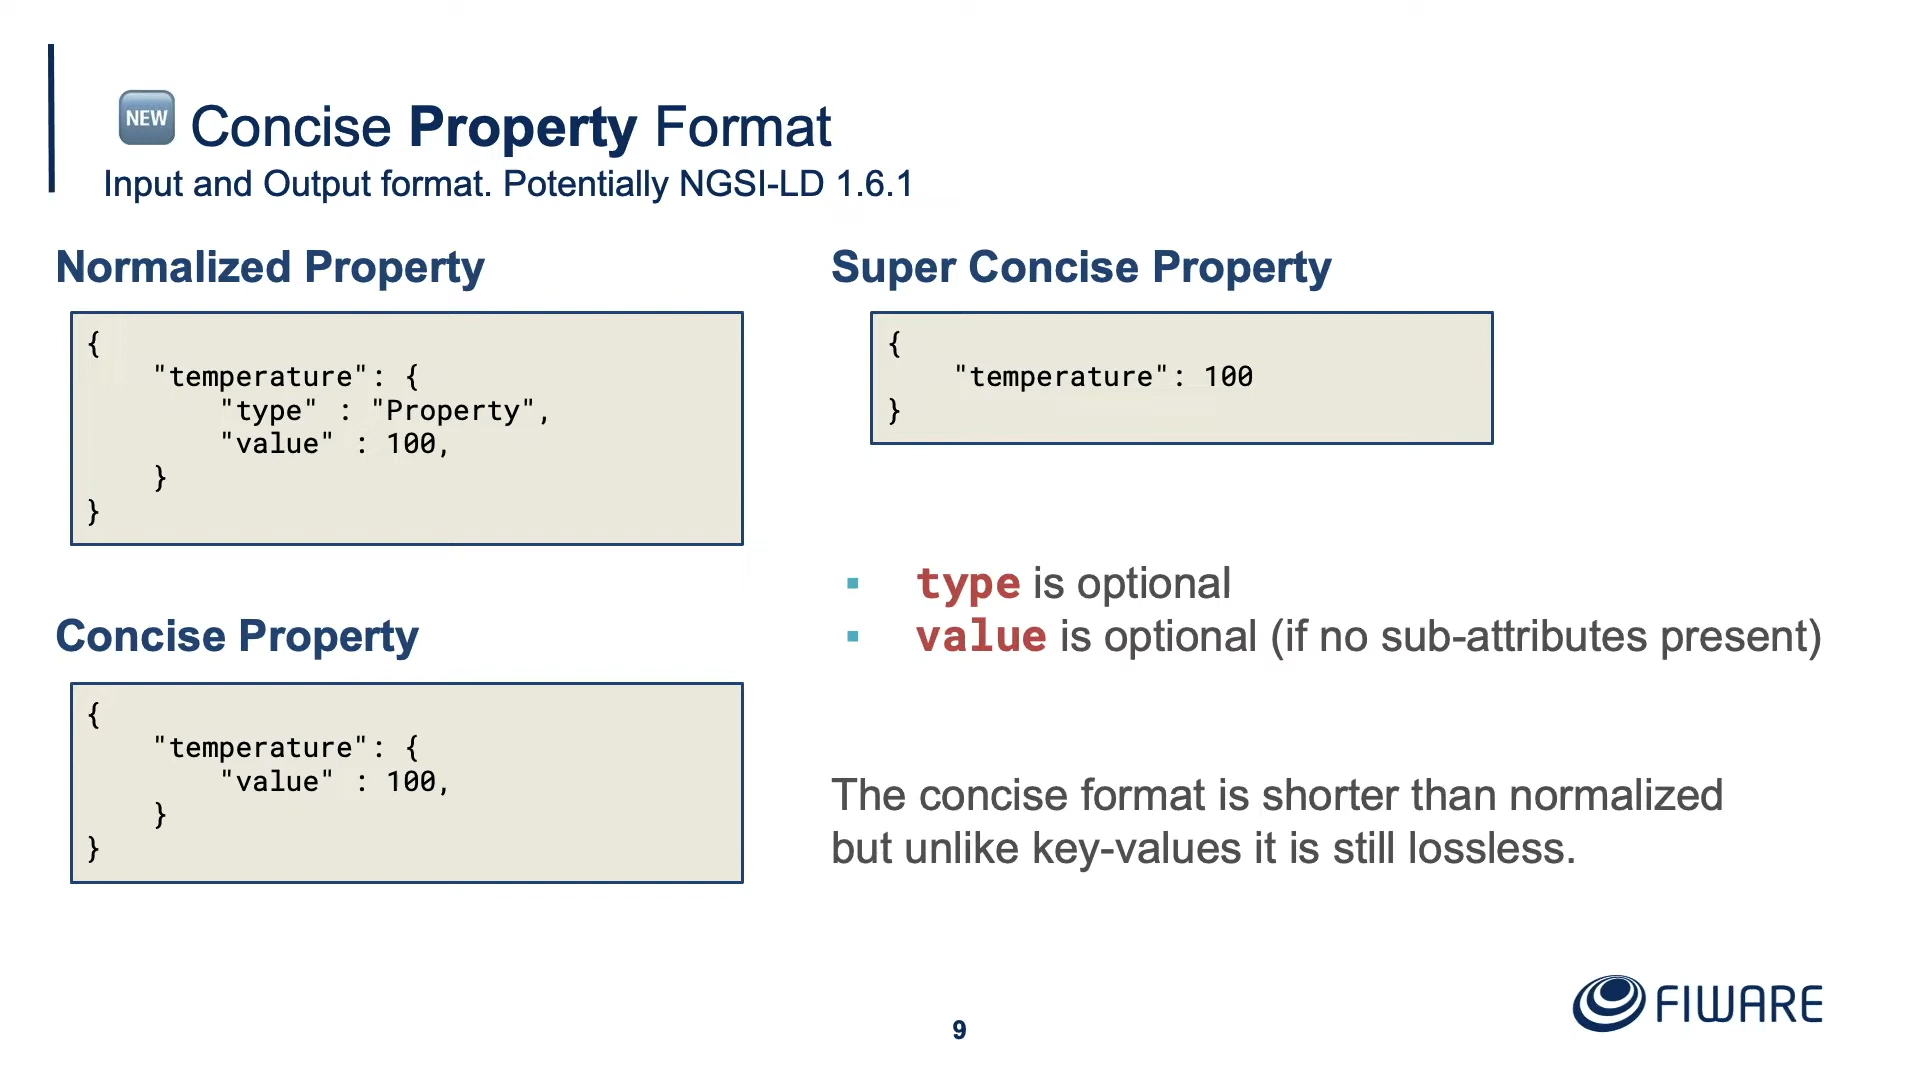 NEW Concise Property Format
Input and Output format. Potentially NGSI-LD 1.6.1
Normalized Property
{
    "temperature": {
        "type" : "Property",
        "value" : 100,
    }
}
Concise Property
{
    "temperature": {
        "value" : 100,
    }
}
Super Concise Property
{
    "temperature": 100
}
▪ type is optional
▪ value is optional (if no sub-attributes present)
The concise format is shorter than normalized
but unlike key-values it is still lossless.
9
FIWARE